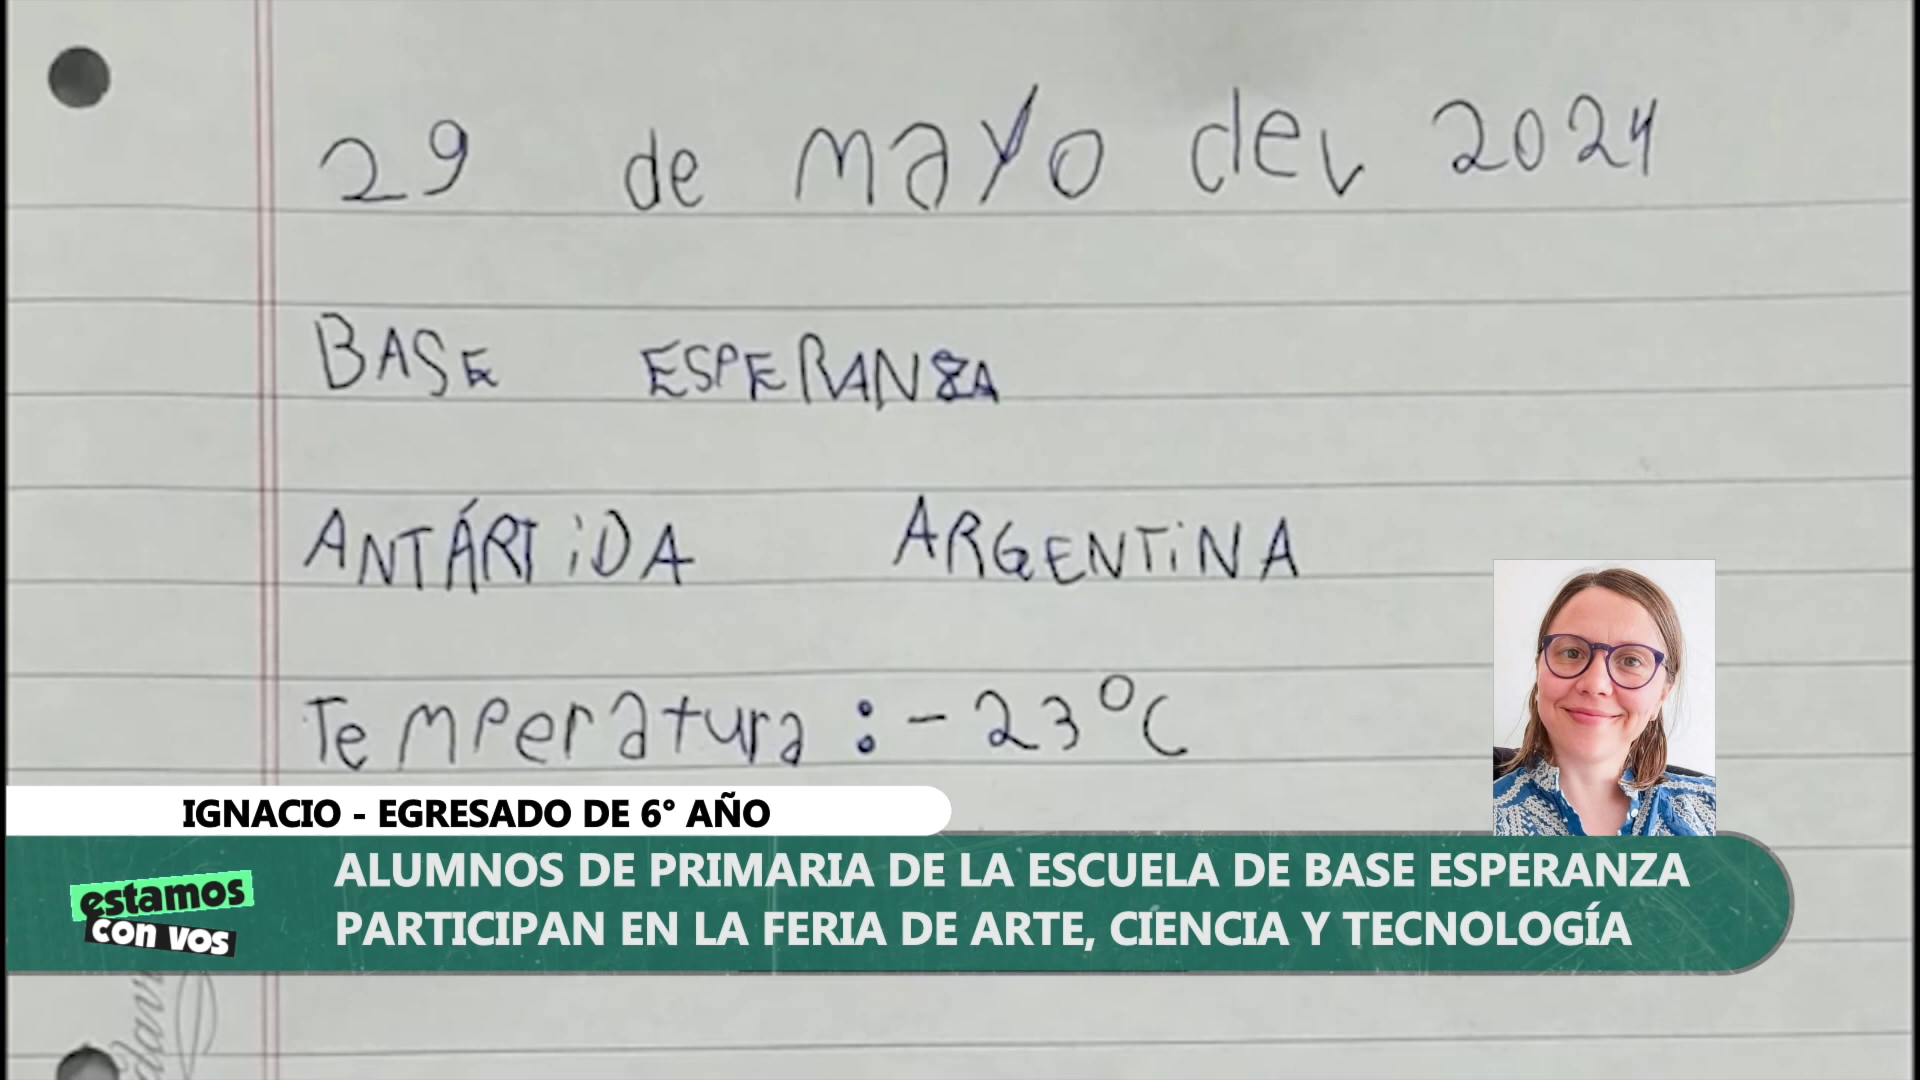 29 de mayo del 2024
BASE ESPERANZA
ANTÁRTiDA ARGENTiNA
Temperatura : -23°C
IGNACIO - EGRESADO DE 6° AÑO
ALUMNOS DE PRIMARIA DE LA ESCUELA DE BASE ESPERANZA
PARTICIPAN EN LA FERIA DE ARTE, CIENCIA Y TECNOLOGÍA
estamos
con vos